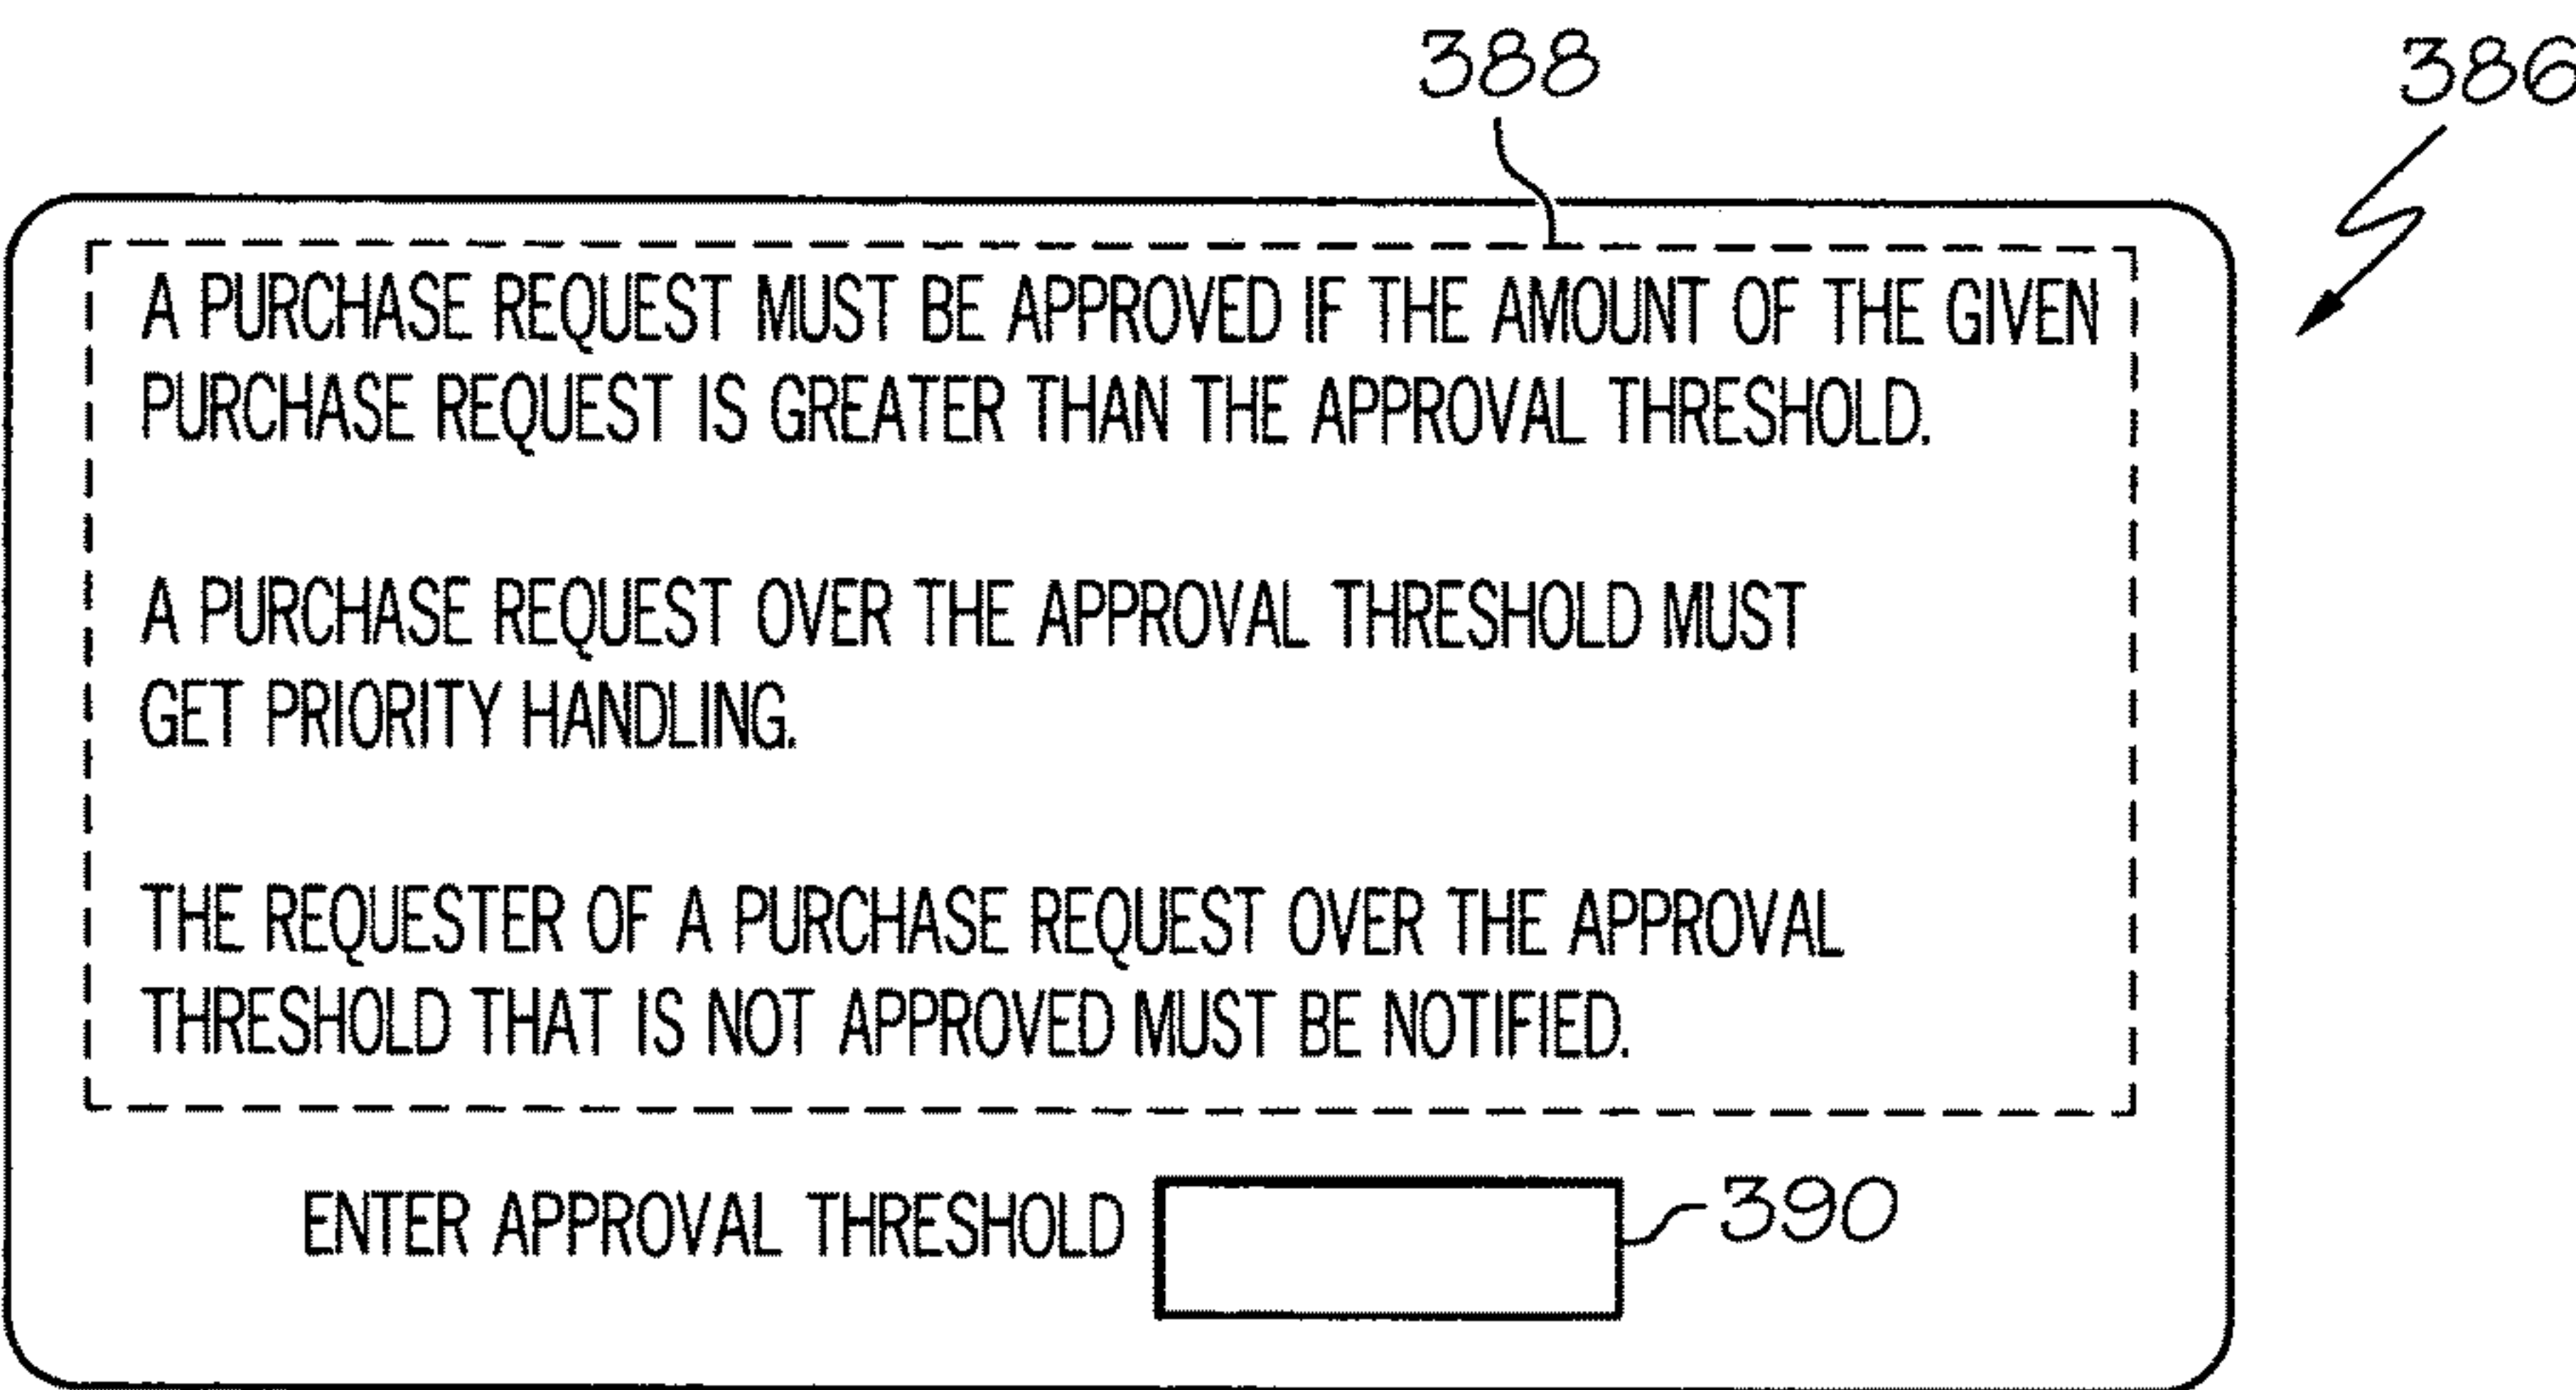 388
386
A PURCHASE REQUEST MUST BE APPROVED IF THE AMOUNT OF THE GIVEN
PURCHASE REQUEST IS GREATER THAN THE APPROVAL THRESHOLD.
A PURCHASE REQUEST OVER THE APPROVAL THRESHOLD MUST
GET PRIORITY HANDLING.
THE REQUESTER OF A PURCHASE REQUEST OVER THE APPROVAL
THRESHOLD THAT IS NOT APPROVED MUST BE NOTIFIED.
ENTER APPROVAL THRESHOLD
390